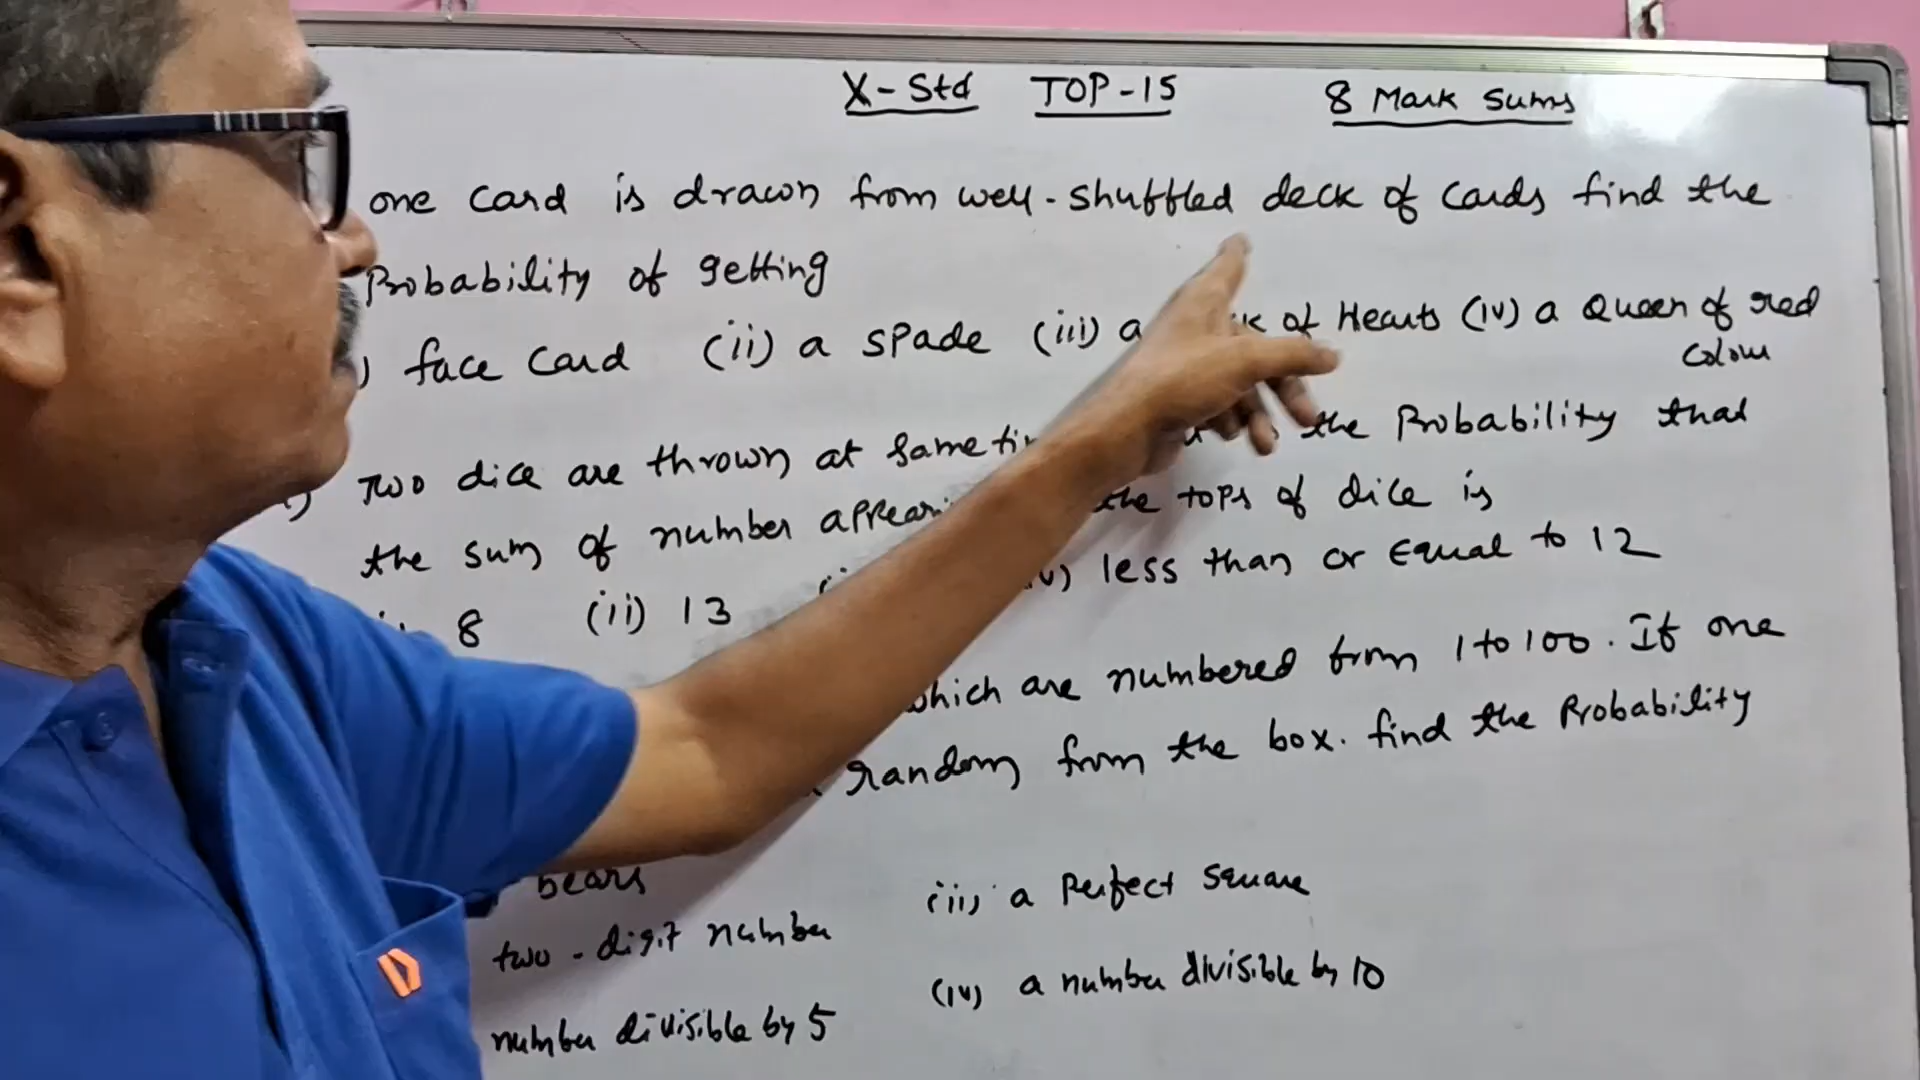 X-Std TOP-15 8 Mark Sums
one card is drawn from well-shuffled deck of cards find the
Probability of getting
) face card (ii) a spade (iii) a of Hearts (iv) a Queen of red
colour
Two dice are thrown at same the Probability that
the sum of number the tops of dice is
8 (ii) 13 less than or Equal to 12
which are numbered from 1 to 100. If one
random from the box. find the Probability
bears
two-digit number (iii) a Perfect Square
number divisible by 5 (iv) a number divisible by 10